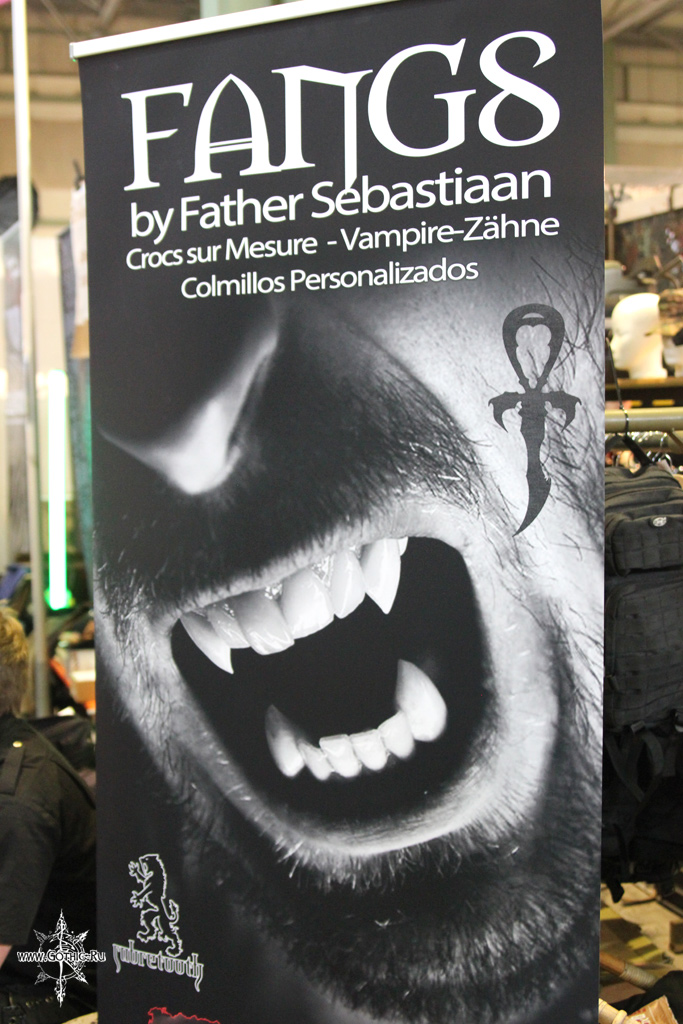 FANGS
by Father Sebastiaan
Crocs sur Mesure - Vampire-Zähne
Colmillos Personalizados
sabretooth
www.Gothic.Ru